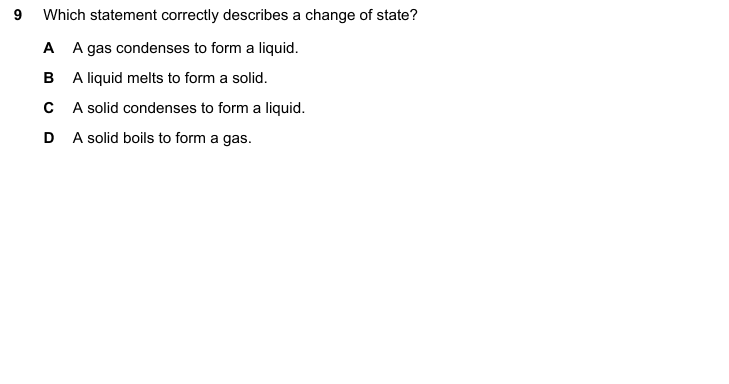 9 Which statement correctly describes a change of state?
A A gas condenses to form a liquid.
B A liquid melts to form a solid.
C A solid condenses to form a liquid.
D A solid boils to form a gas.